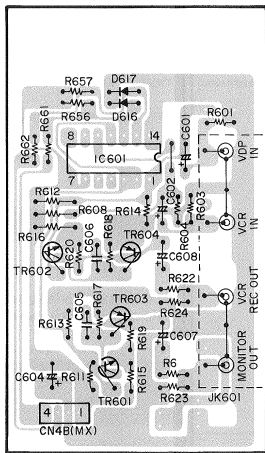 R657
D617
R656
D616
R601
R662
R661
C601
8
14
IC601
7
1
VDP
IN
R612
R608
R616
R620
C606
R618
R614
C602
R604
R603
VCR
IN
TR604
TR602
C608
R622
R624
VCR
REC OUT
R613
C605
R617
TR603
R619
C607
C604
R611
TR601
R615
R6
R623
MONITOR
OUT
JK601
4
1
CN4B(MX)